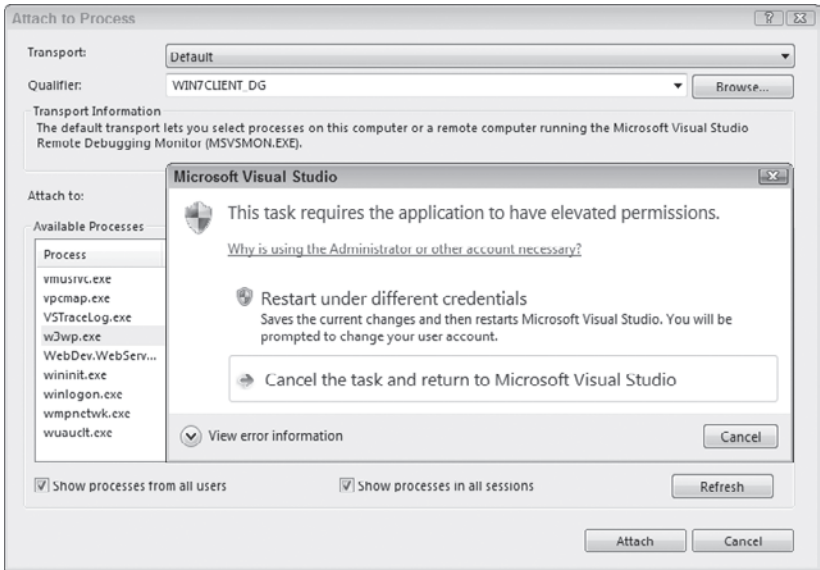 Attach to Process
Transport:
Default
Qualifier:
WIN7CLIENT_DG
Browse...
Transport Information
The default transport lets you select processes on this computer or a remote computer running the Microsoft Visual Studio
Remote Debugging Monitor (MSVSMON.EXE).
Attach to:
Available Processes
Process
vmusrvc.exe
vpcmap.exe
VSTraceLog.exe
w3wp.exe
WebDev.WebServ...
wininit.exe
winlogon.exe
wmpnetwk.exe
wuauclt.exe
Microsoft Visual Studio
This task requires the application to have elevated permissions.
Why is using the Administrator or other account necessary?
Restart under different credentials
Saves the current changes and then restarts Microsoft Visual Studio. You will be
prompted to change your user account.
Cancel the task and return to Microsoft Visual Studio
View error information
Cancel
Show processes from all users
Show processes in all sessions
Refresh
Attach
Cancel